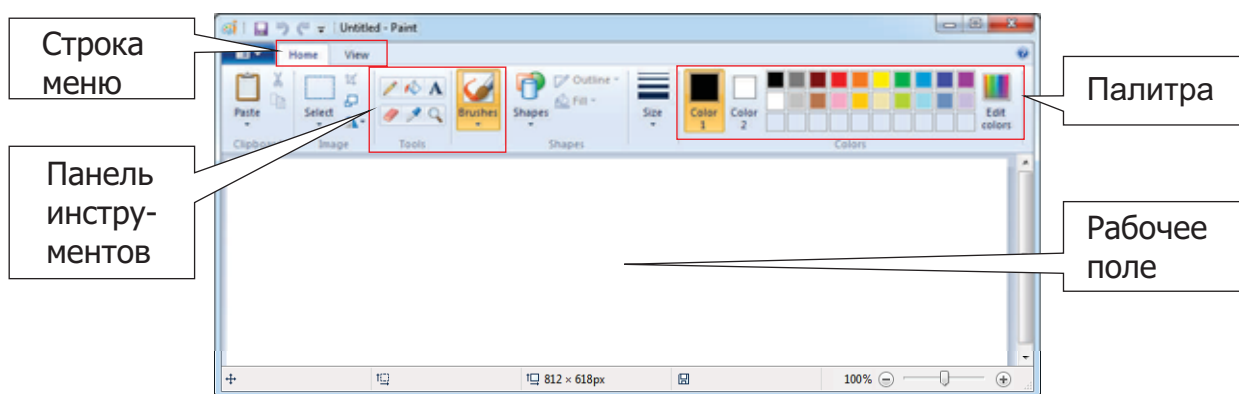 Untitled - Paint
Строка
меню
Home View
Палитра
Paste
Select
Brushes
Shapes
Outline
Fill
Size
Color
1
Color
2
Edit
colors
Image
Tools
Shapes
Colors
Панель
инстру-
ментов
Рабочее
поле
812 × 618px
100%